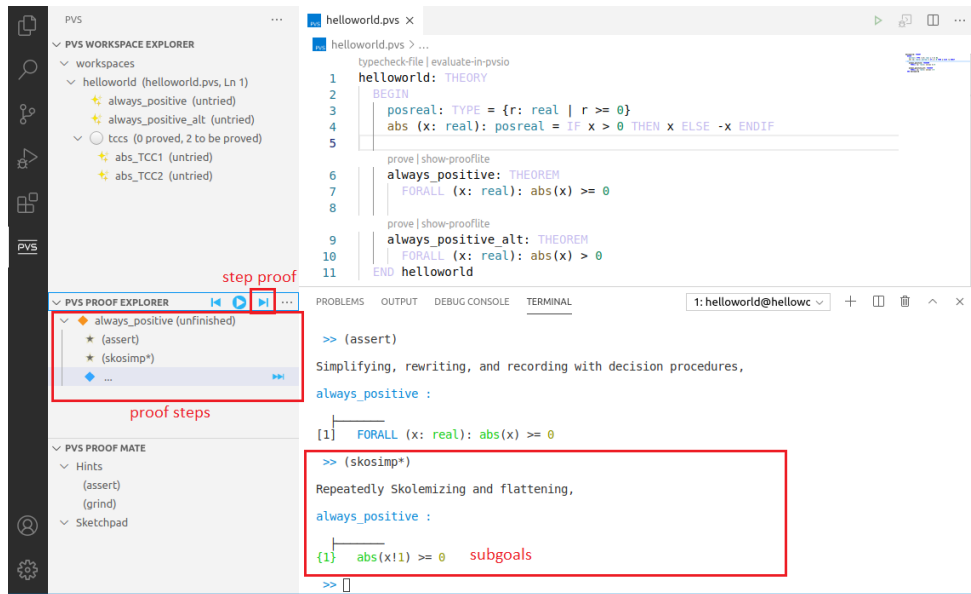 PVS
PVS WORKSPACE EXPLORER
workspaces
helloworld (helloworld.pvs, Ln 1)
always_positive (untried)
always_positive_alt (untried)
tccs (0 proved, 2 to be proved)
abs_TCC1 (untried)
abs_TCC2 (untried)
PVS
step proof
PVS PROOF EXPLORER
always_positive (unfinished)
(assert)
(skosimp*)
...
proof steps
PVS PROOF MATE
Hints
(assert)
(grind)
Sketchpad
helloworld.pvs
helloworld.pvs > ...
typecheck-file | evaluate-in-pvsio
1 helloworld: THEORY
2 BEGIN
3 posreal: TYPE = {r: real | r >= 0}
4 abs (x: real): posreal = IF x > 0 THEN x ELSE -x ENDIF
5
prove | show-prooflite
6 always_positive: THEOREM
7 FORALL (x: real): abs(x) >= 0
8
prove | show-prooflite
9 always_positive_alt: THEOREM
10 FORALL (x: real): abs(x) > 0
11 END helloworld
PROBLEMS OUTPUT DEBUG CONSOLE TERMINAL 1: helloworld@hellowc
>> (assert)
Simplifying, rewriting, and recording with decision procedures,
always_positive :
[1] FORALL (x: real): abs(x) >= 0
>> (skosimp*)
Repeatedly Skolemizing and flattening,
always_positive :
{1} abs(x!1) >= 0 subgoals
>>